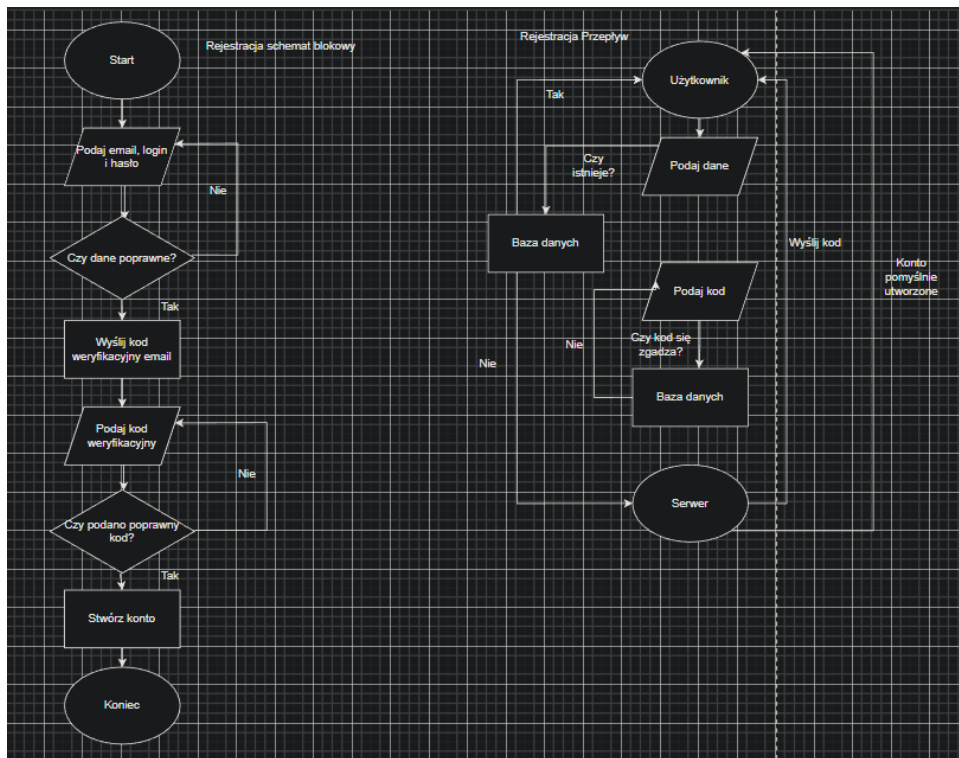 Rejestracja schemat blokowy
Start
Podaj email, login
i hasło
Nie
Czy dane poprawne?
Tak
Wyślij kod
weryfikacyjny email
Podaj kod
weryfikacyjny
Nie
Czy podano poprawny
kod?
Tak
Stwórz konto
Koniec
Rejestracja Przepływ
Użytkownik
Tak
Podaj dane
Czy
istnieje?
Baza danych
Wyślij kod
Konto
pomyślnie
utworzone
Podaj kod
Czy kod się
zgadza?
Nie
Nie
Baza danych
Serwer